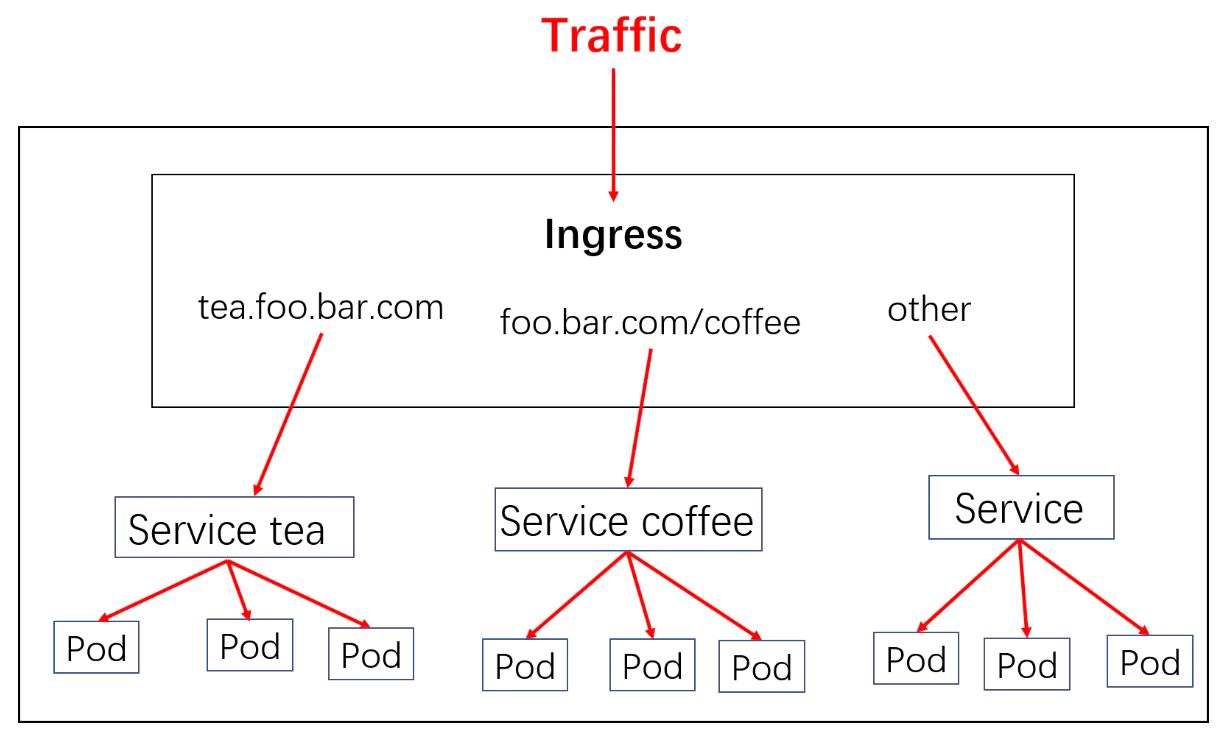 Traffic
Ingress
tea.foo.bar.com
foo.bar.com/coffee
other
Service tea
Service coffee
Service
Pod
Pod
Pod
Pod
Pod
Pod
Pod
Pod
Pod